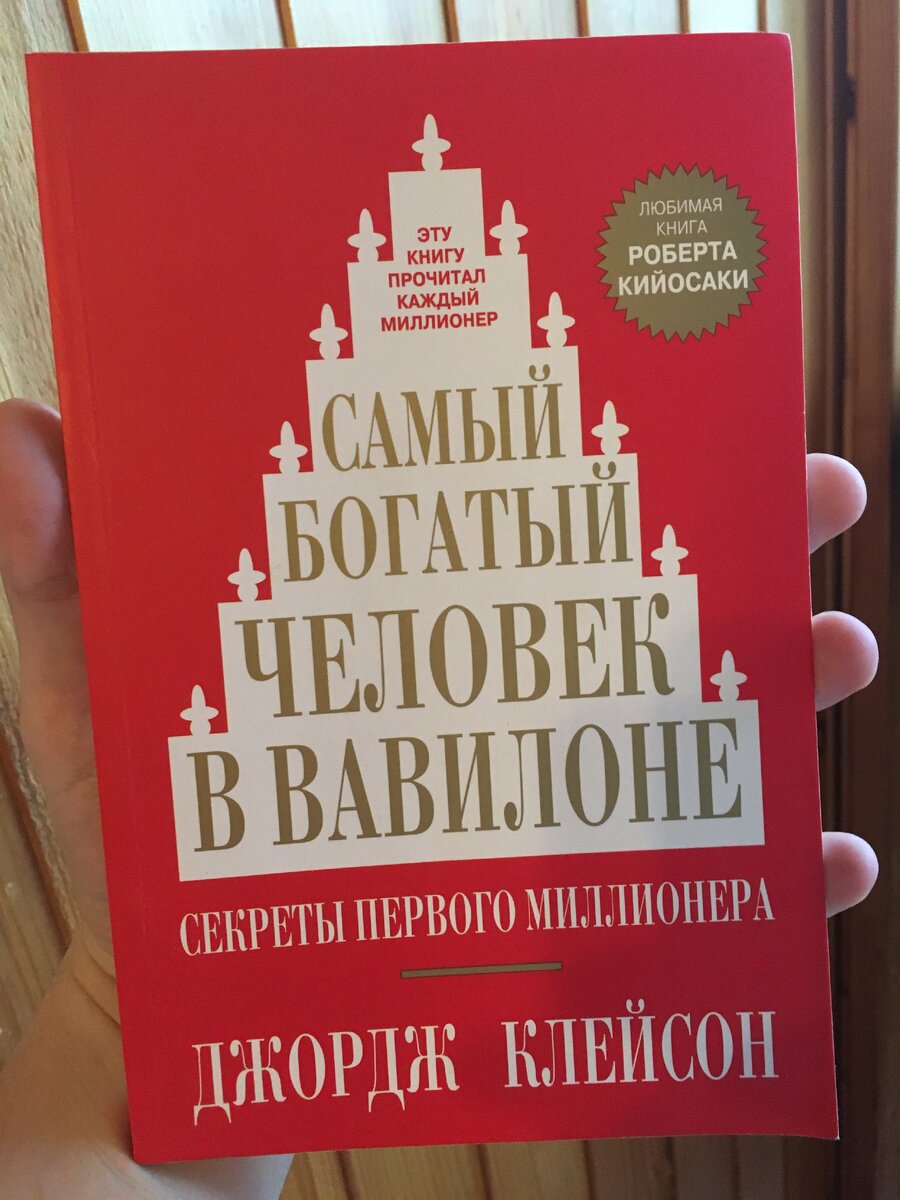 ЭТУ
КНИГУ
ПРОЧИТАЛ
КАЖДЫЙ
МИЛЛИОНЕР
ЛЮБИМАЯ
КНИГА
РОБЕРТА
КИЙОСАКИ
САМЫЙ
БОГАТЫЙ
ЧЕЛОВЕК
В ВАВИЛОНЕ
СЕКРЕТЫ ПЕРВОГО МИЛЛИОНЕРА
ДЖОРДЖ КЛЕЙСОН